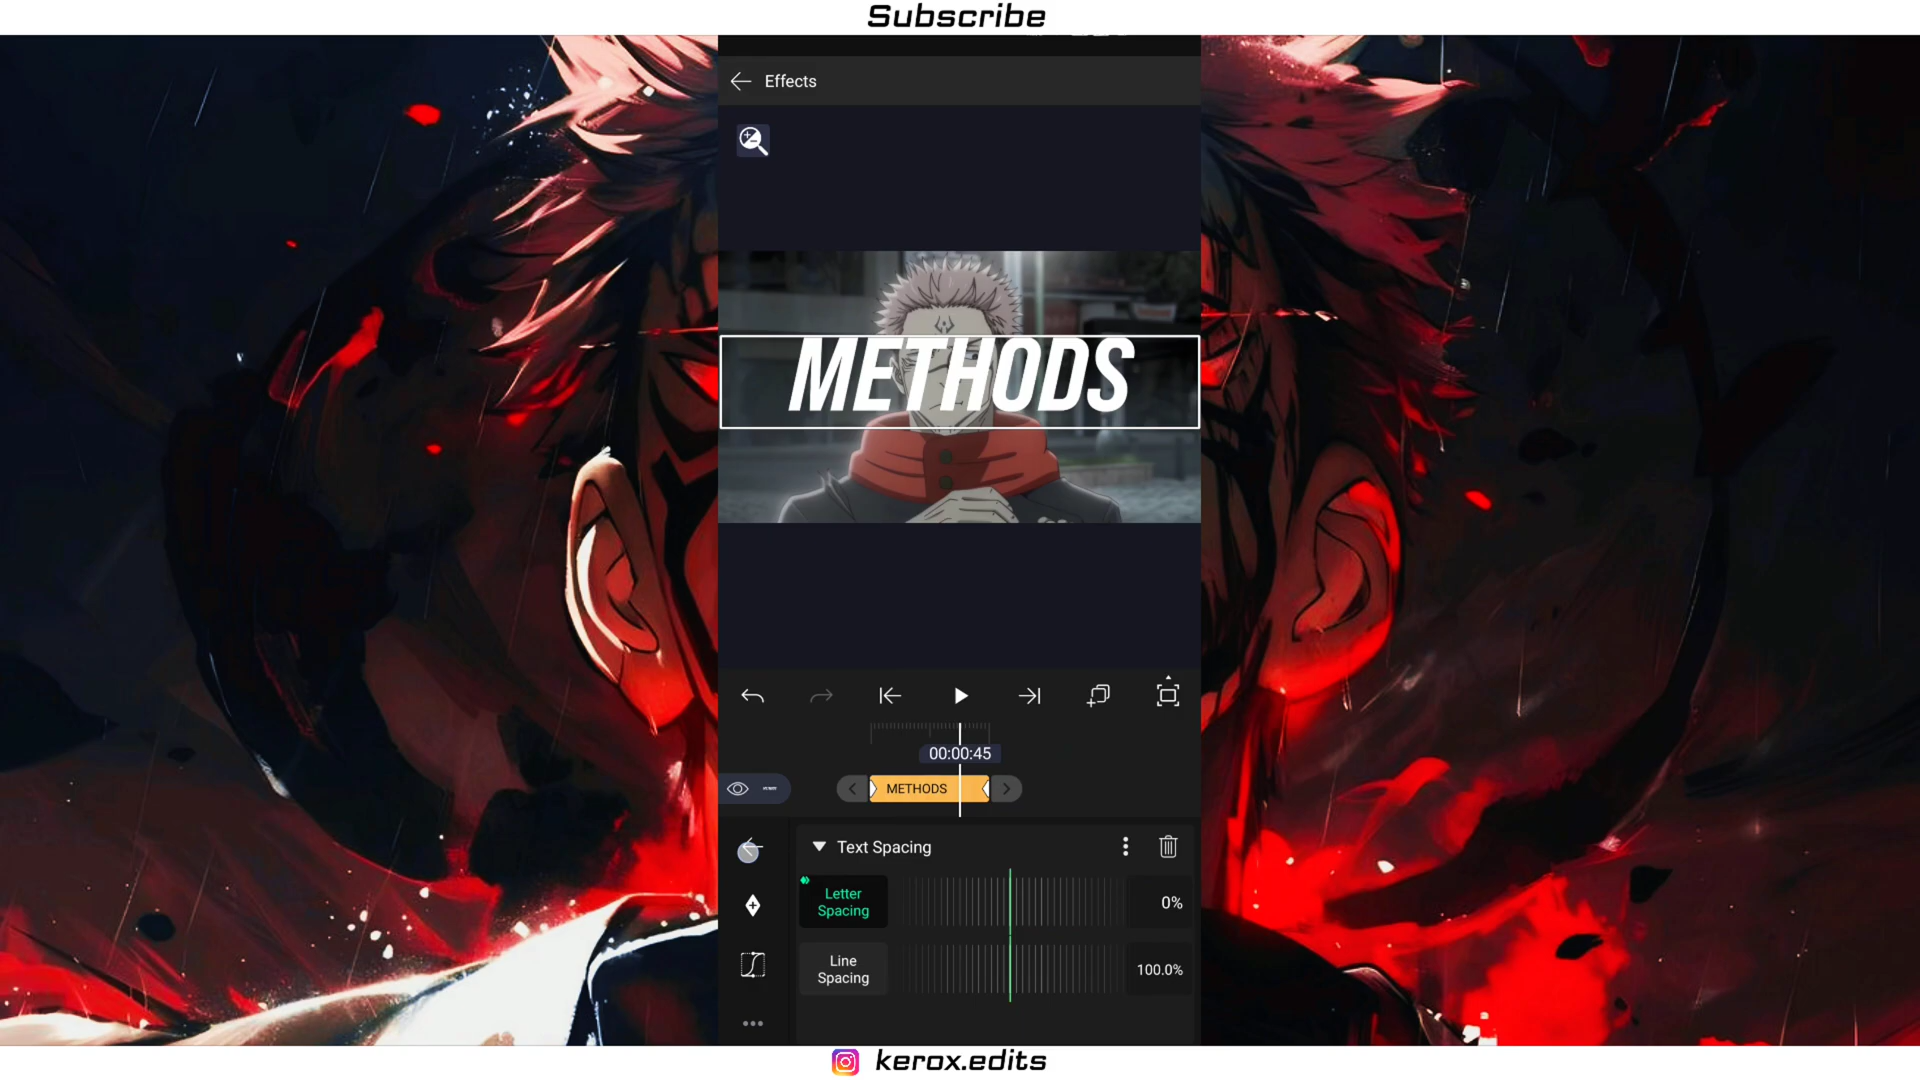 Subscribe
Effects
METHODS
00:00:45
METHODS
Text Spacing
Letter
Spacing
0%
Line
Spacing
100.0%
kerox.edits